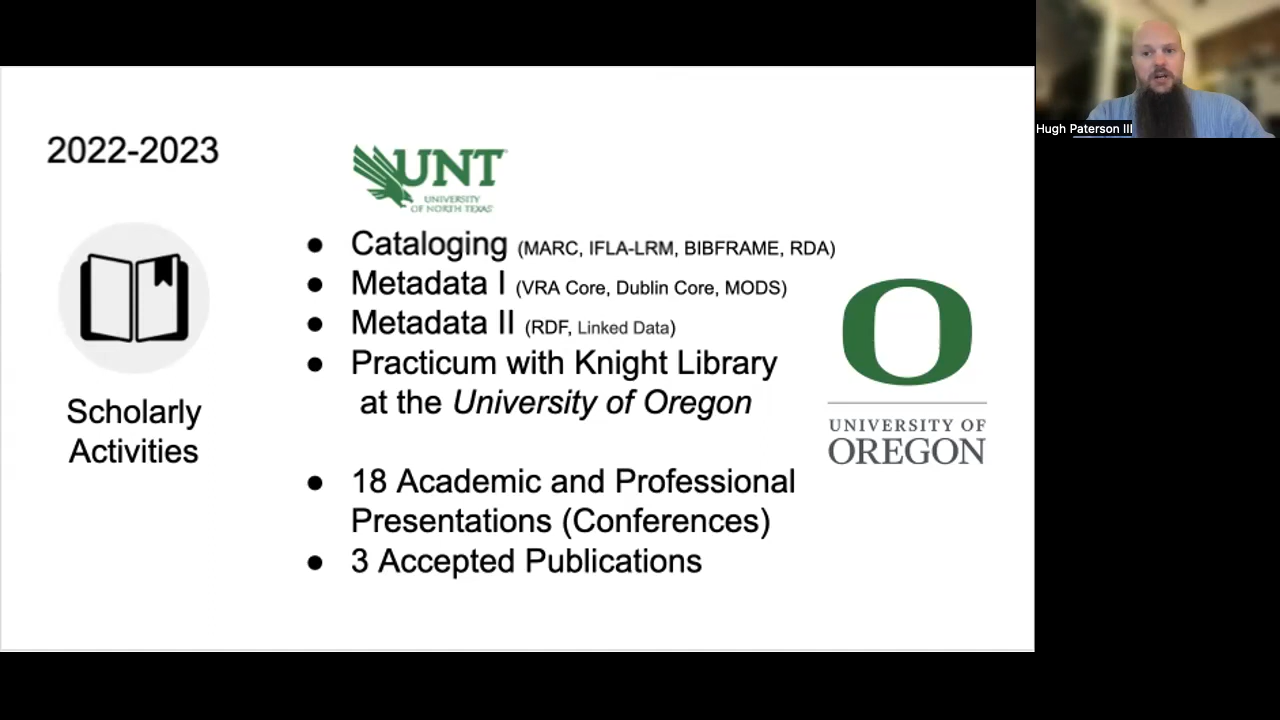 2022-2023
UNT
UNIVERSITY
OF NORTH TEXAS
● Cataloging (MARC, IFLA-LRM, BIBFRAME, RDA)
● Metadata I (VRA Core, Dublin Core, MODS)
● Metadata II (RDF, Linked Data)
● Practicum with Knight Library
at the University of Oregon
● 18 Academic and Professional
Presentations (Conferences)
● 3 Accepted Publications
Scholarly
Activities
O
UNIVERSITY OF
OREGON
Hugh Paterson III